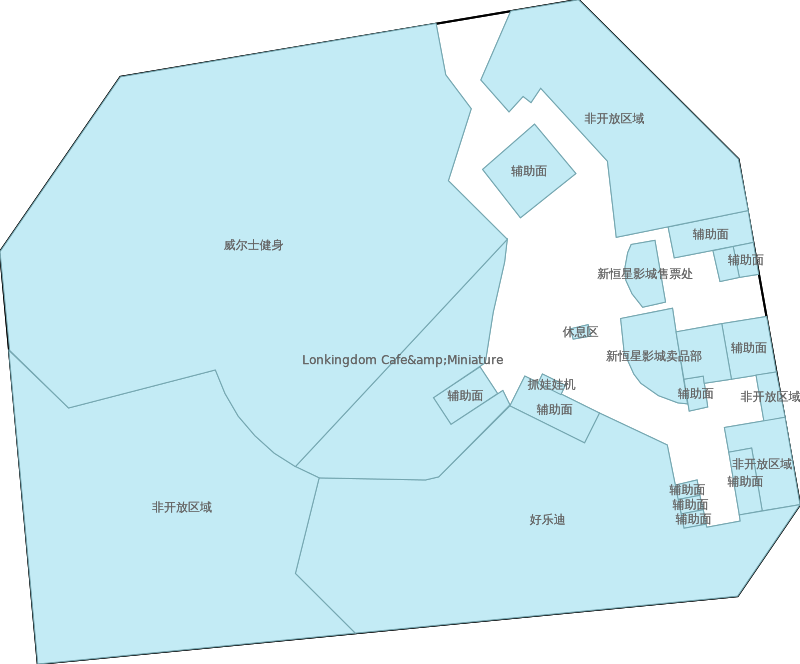 非开放区域
辅助面
辅助面
威尔士健身
辅助面
新恒星影城售票处
休息区
辅助面
新恒星影城卖品部
Lonkingdom Cafe&amp;Miniature
抓娃娃机
辅助面
辅助面
非开放区域
辅助面
非开放区域
辅助面
辅助面
辅助面
非开放区域
辅助面
好乐迪